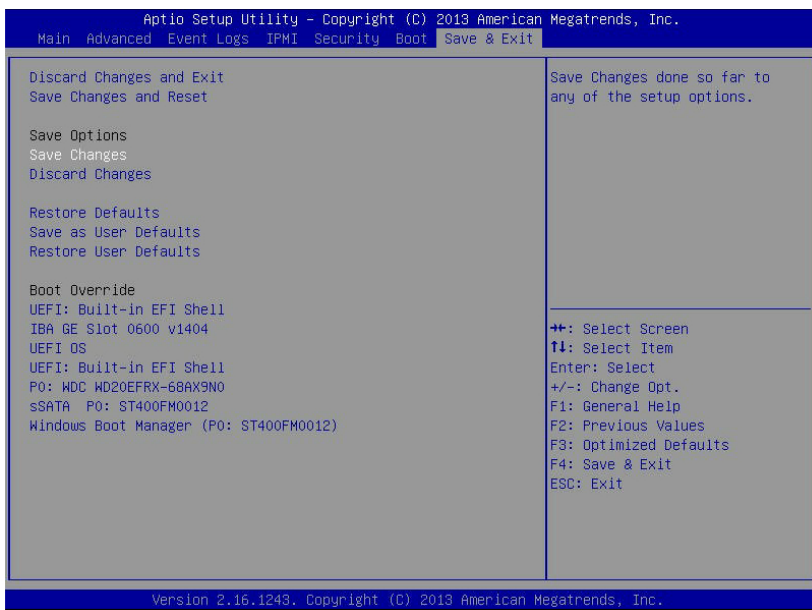 Aptio Setup Utility – Copyright (C) 2013 American Megatrends, Inc.
Main Advanced Event Logs IPMI Security Boot Save & Exit
Discard Changes and Exit
Save Changes and Reset
Save Options
Save Changes
Discard Changes
Restore Defaults
Save as User Defaults
Restore User Defaults
Boot Override
UEFI: Built-in EFI Shell
IBA GE Slot 0600 v1404
UEFI OS
UEFI: Built-in EFI Shell
P0: WDC WD20EFRX-68AX9N0
sSATA P0: ST400FM0012
Windows Boot Manager (P0: ST400FM0012)
Save Changes done so far to
any of the setup options.
→←: Select Screen
↑↓: Select Item
Enter: Select
+/-: Change Opt.
F1: General Help
F2: Previous Values
F3: Optimized Defaults
F4: Save & Exit
ESC: Exit
Version 2.16.1243. Copyright (C) 2013 American Megatrends, Inc.